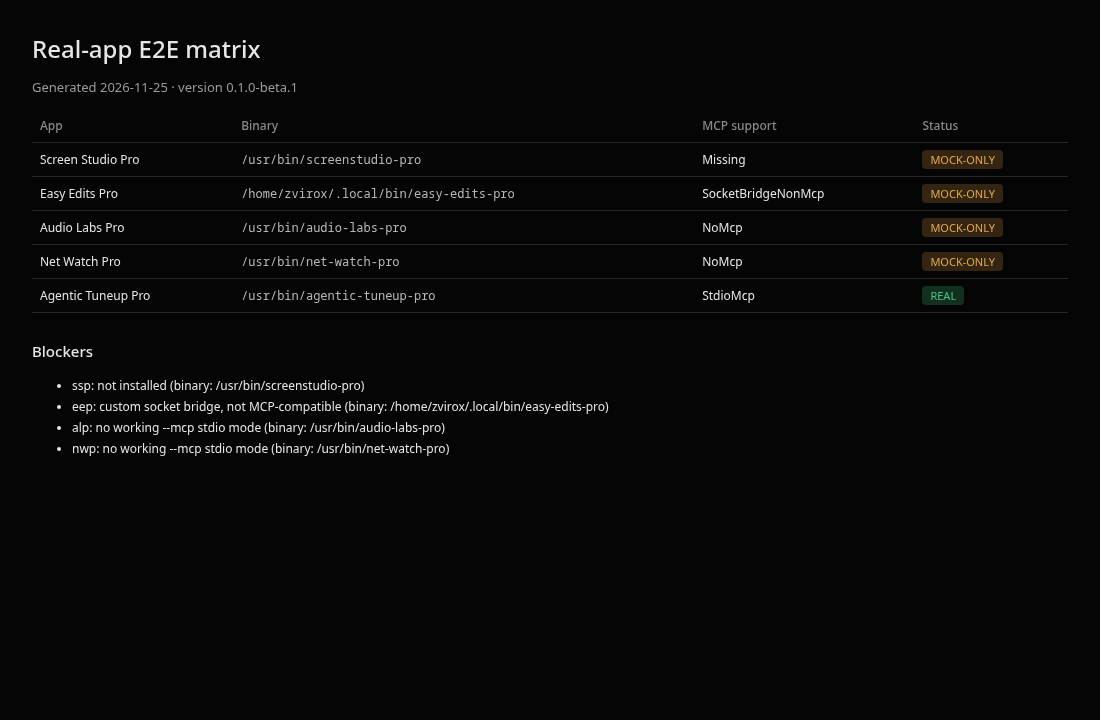 Real-app E2E matrix
Generated 2026-11-25 · version 0.1.0-beta.1
App Binary MCP support Status
Screen Studio Pro /usr/bin/screenstudio-pro Missing MOCK-ONLY
Easy Edits Pro /home/zvirox/.local/bin/easy-edits-pro SocketBridgeNonMcp MOCK-ONLY
Audio Labs Pro /usr/bin/audio-labs-pro NoMcp MOCK-ONLY
Net Watch Pro /usr/bin/net-watch-pro NoMcp MOCK-ONLY
Agentic Tuneup Pro /usr/bin/agentic-tuneup-pro StdioMcp REAL
Blockers
• ssp: not installed (binary: /usr/bin/screenstudio-pro)
• eep: custom socket bridge, not MCP-compatible (binary: /home/zvirox/.local/bin/easy-edits-pro)
• alp: no working --mcp stdio mode (binary: /usr/bin/audio-labs-pro)
• nwp: no working --mcp stdio mode (binary: /usr/bin/net-watch-pro)